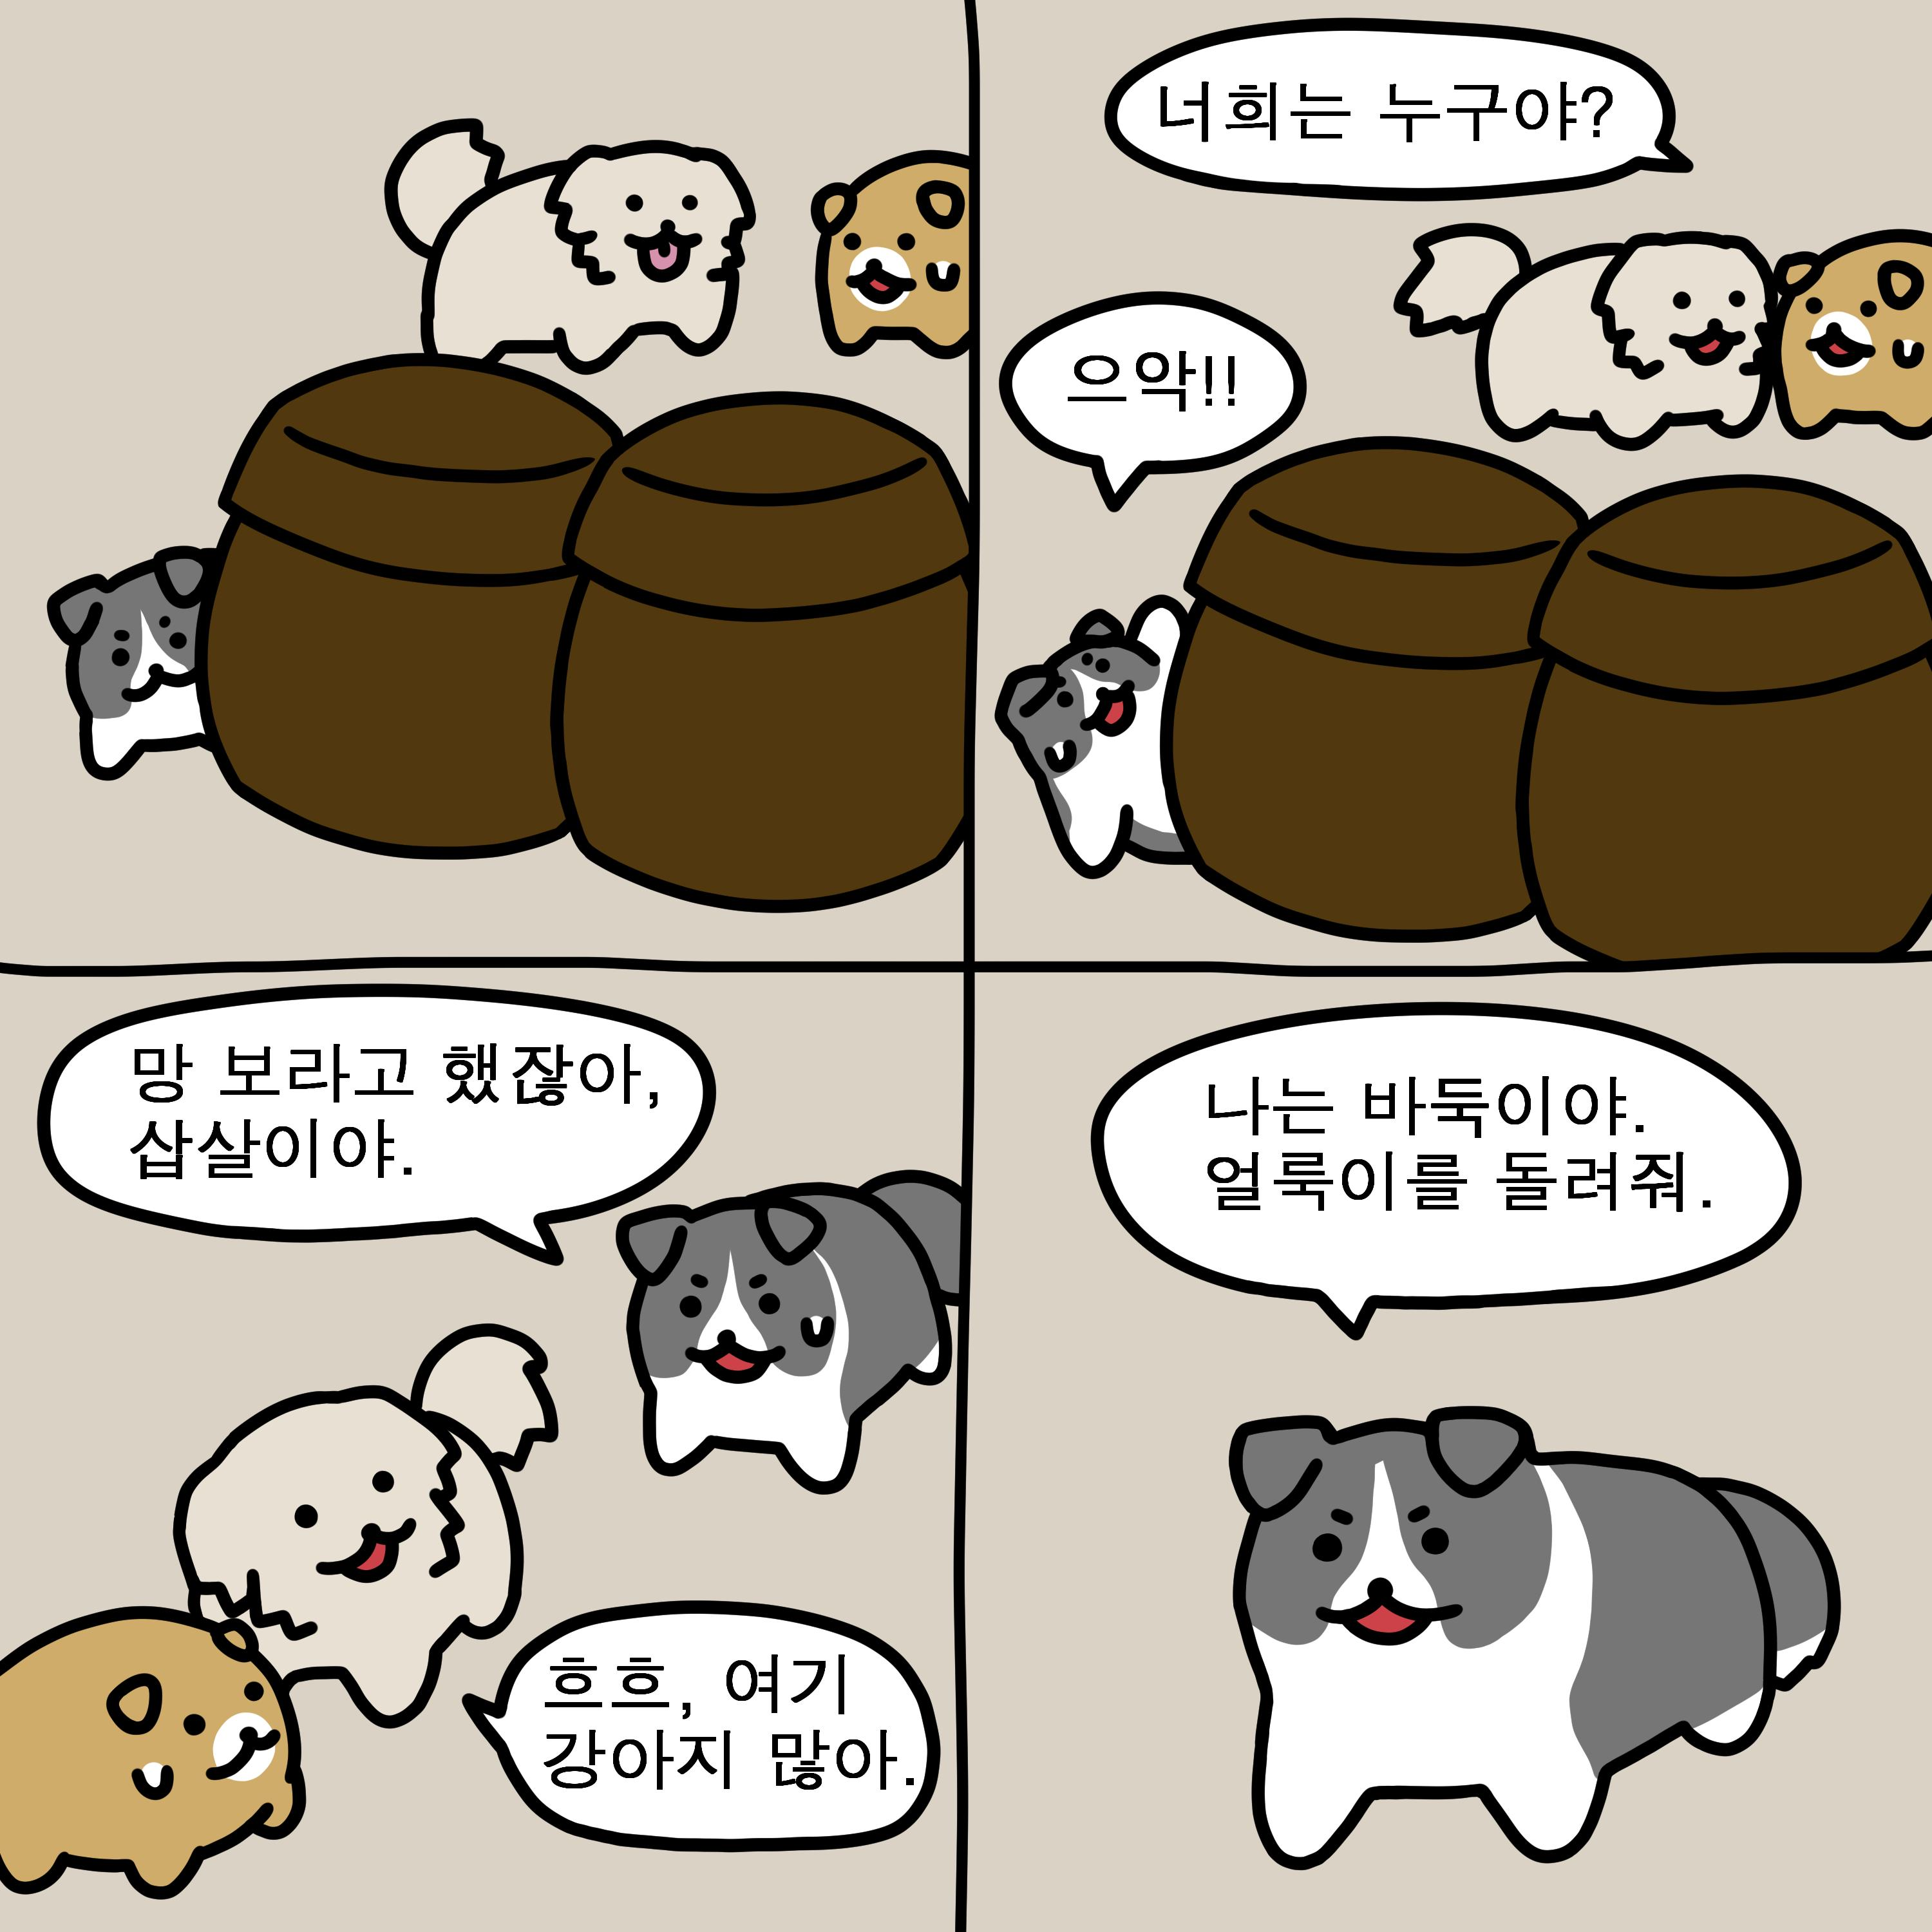 너희는 누구야?
으악!!
망 보라고 했잖아,
삽살이야.
흐흐, 여기
강아지 많아.
나는 바둑이야.
얼룩이를 돌려줘.